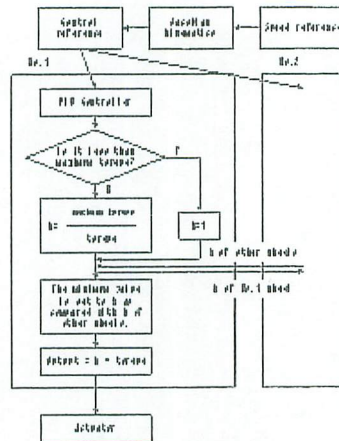 Control
reference
kinematics
Speed reference
No.1
No.2
PID Controller
Is it less than
maximum torque?
Y
N
maximum torque
k=
torque
k=1
k of other wheels
k of No.1 wheel
The minimum value
is set to k as
compared with k of
other wheels.
Output = k * torque
Actuator